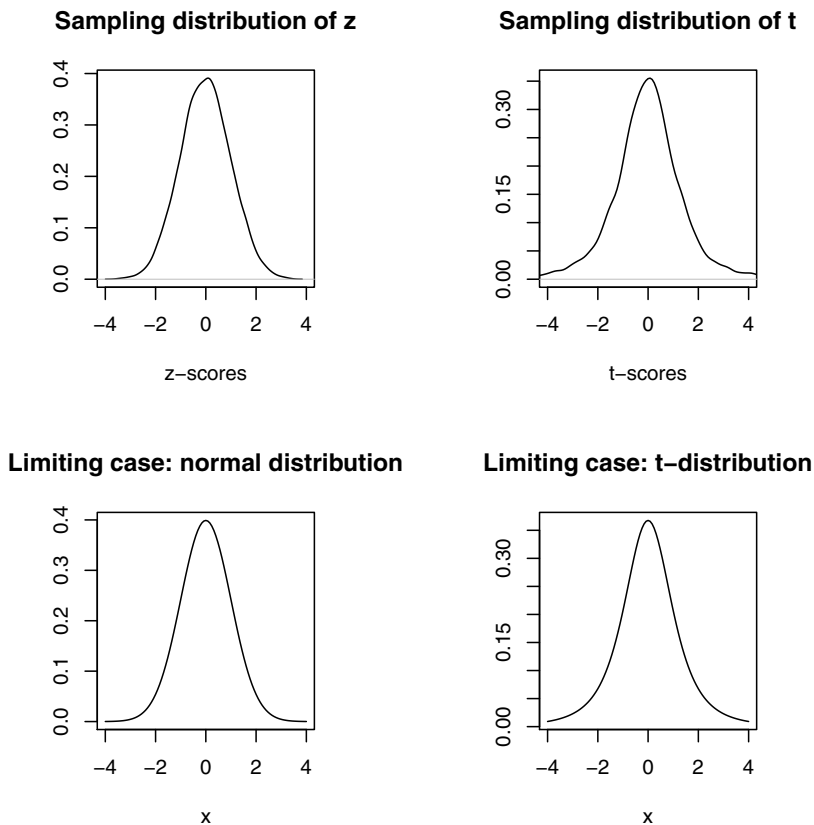 Sampling distribution of z
0.4
0.3
0.2
0.1
0.0
−4 −2 0 2 4
z−scores
Sampling distribution of t
0.30
0.15
0.00
−4 −2 0 2 4
t−scores
Limiting case: normal distribution
0.4
0.3
0.2
0.1
0.0
−4 −2 0 2 4
x
Limiting case: t−distribution
0.30
0.15
0.00
−4 −2 0 2 4
x